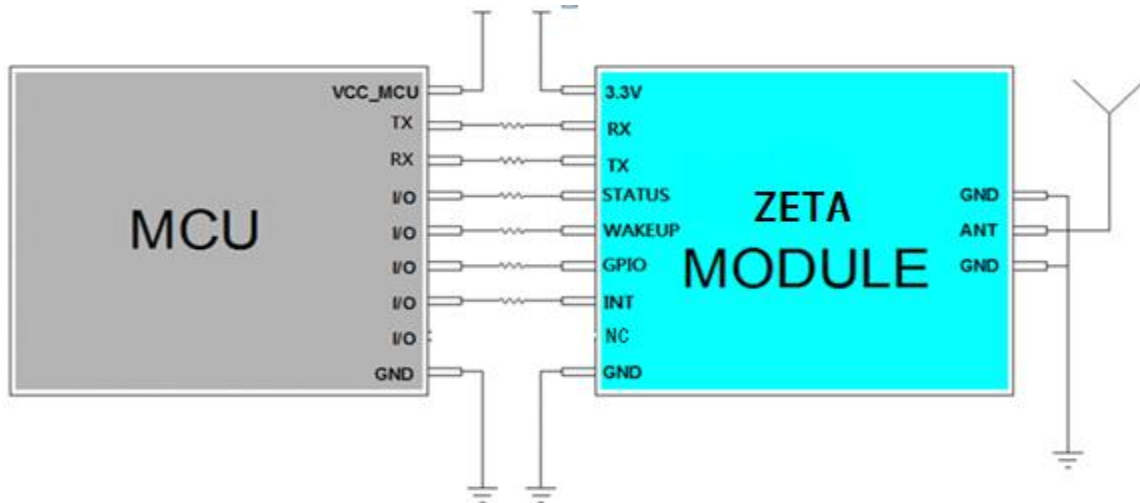 VCC_MCU
TX
RX
I/O
I/O
I/O
I/O
I/O
GND
MCU
3.3V
RX
TX
STATUS
WAKEUP
GPIO
INT
NC
GND
ZETA
MODULE
GND
ANT
GND